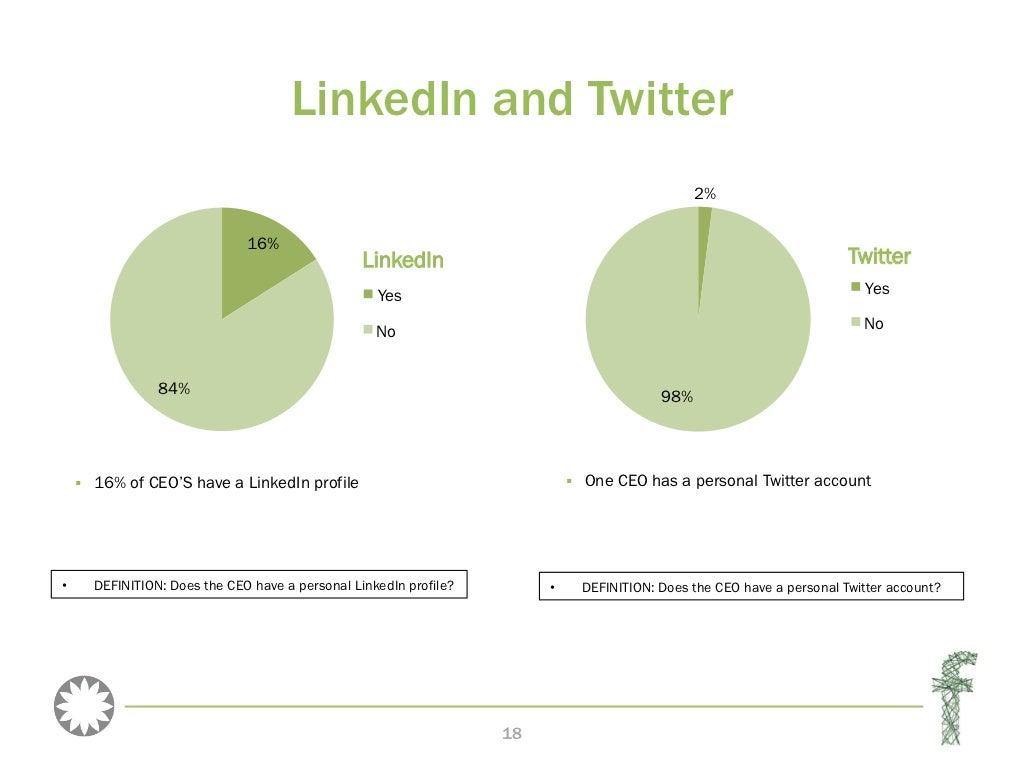 LinkedIn and Twitter
16%
84%
LinkedIn
Yes
No
2%
98%
Twitter
Yes
No
▪ 16% of CEO'S have a LinkedIn profile
▪ One CEO has a personal Twitter account
• DEFINITION: Does the CEO have a personal LinkedIn profile?
• DEFINITION: Does the CEO have a personal Twitter account?
f
18